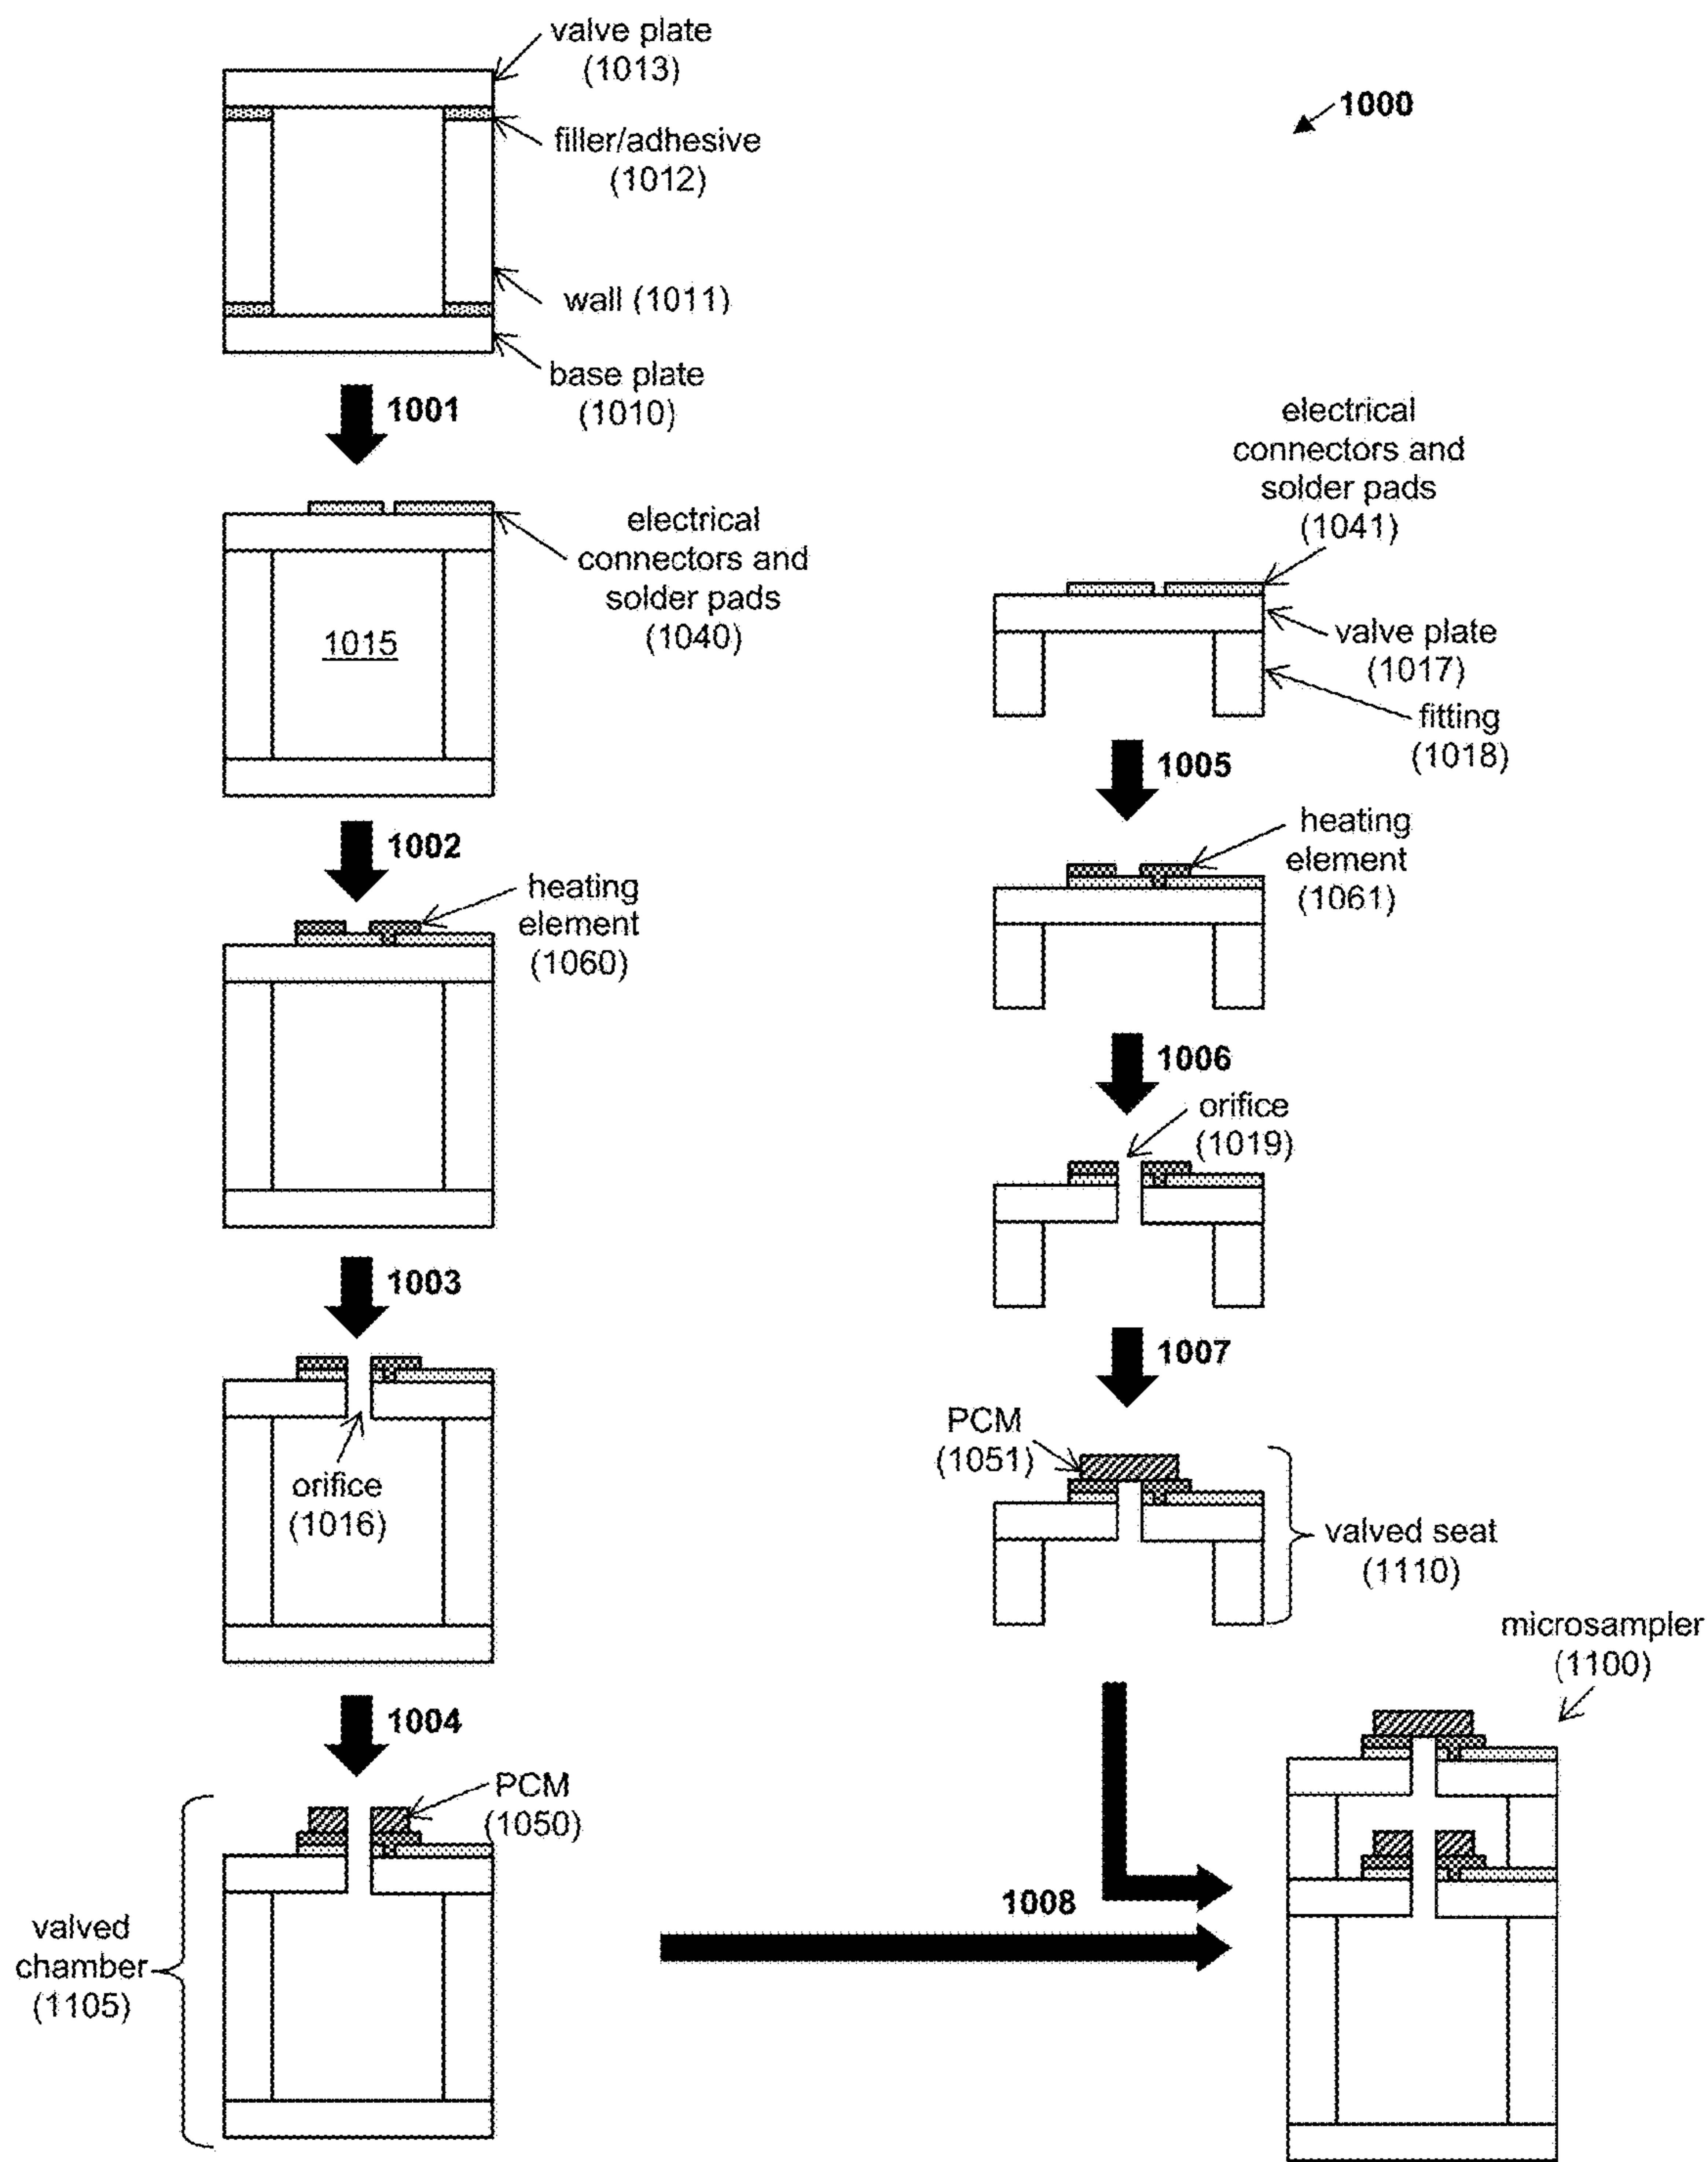 valve plate
(1013)
1000
filler/adhesive
(1012)
wall (1011)
base plate
(1010)
1001
electrical
connectors and
solder pads
(1040)
1015
1002
heating
element
(1060)
1003
orifice
(1016)
1004
PCM
(1050)
valved
chamber
(1105)
electrical
connectors and
solder pads
(1041)
valve plate
(1017)
fitting
(1018)
1005
heating
element
(1061)
1006
orifice
(1019)
1007
PCM
(1051)
valved seat
(1110)
microsampler
(1100)
1008